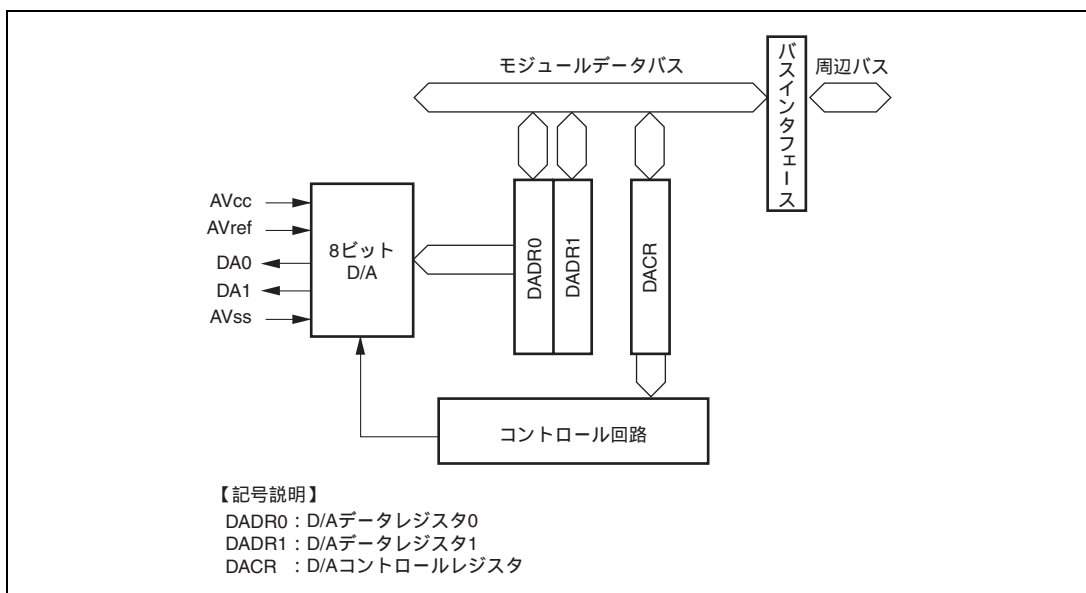 モジュールデータバス
バスインタフェース
周辺バス
AVcc
AVref
DA0
DA1
AVss
8ビット
D/A
DADR0
DADR1
DACR
コントロール回路
【記号説明】
DADR0：D/Aデータレジスタ0
DADR1：D/Aデータレジスタ1
DACR ：D/Aコントロールレジスタ